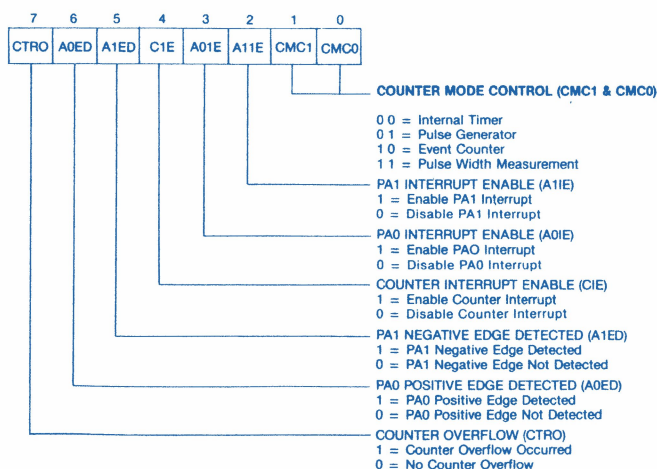 7 6 5 4 3 2 1 0
CTRO A0ED A1ED C1E A01E A11E CMC1 CMC0
COUNTER MODE CONTROL (CMC1 & CMC0)
0 0 = Internal Timer
0 1 = Pulse Generator
1 0 = Event Counter
1 1 = Pulse Width Measurement
PA1 INTERRUPT ENABLE (A1IE)
1 = Enable PA1 Interrupt
0 = Disable PA1 Interrupt
PA0 INTERRUPT ENABLE (A0IE)
1 = Enable PAO Interrupt
0 = Disable PA0 Interrupt
COUNTER INTERRUPT ENABLE (CIE)
1 = Enable Counter Interrupt
0 = Disable Counter Interrupt
PA1 NEGATIVE EDGE DETECTED (A1ED)
1 = PA1 Negative Edge Detected
0 = PA1 Negative Edge Not Detected
PA0 POSITIVE EDGE DETECTED (A0ED)
1 = PA0 Positive Edge Detected
0 = PA0 Positive Edge Not Detected
COUNTER OVERFLOW (CTRO)
1 = Counter Overflow Occurred
0 = No Counter Overflow